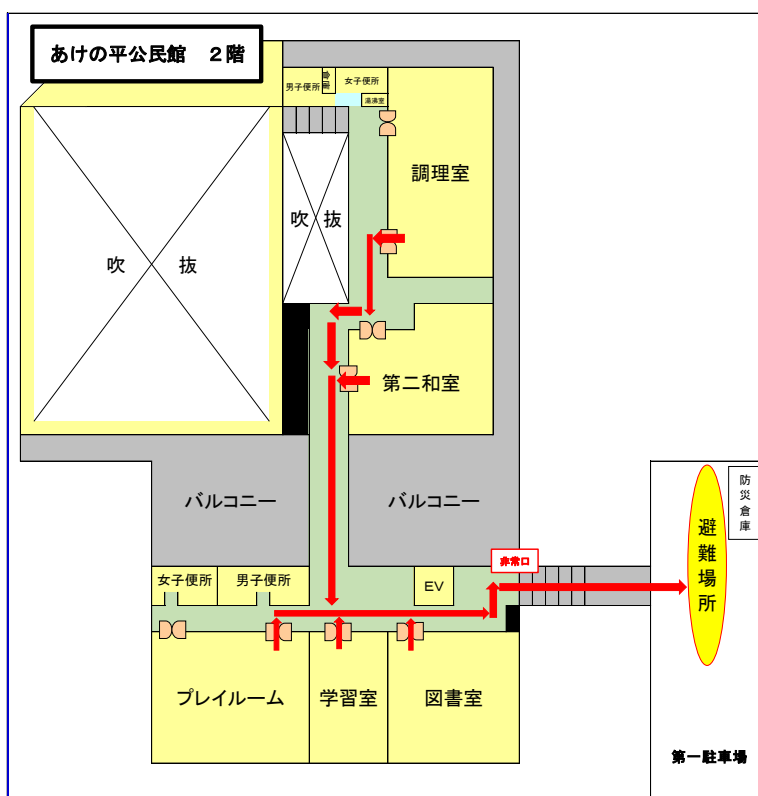 あけの平公民館　２階
男子便所
倉庫
女子便所
湯沸室
調理室
吹 抜
吹 抜
第二和室
バルコニー
バルコニー
防災倉庫
避難場所
非常口
女子便所
男子便所
EV
プレイルーム
学習室
図書室
第一駐車場